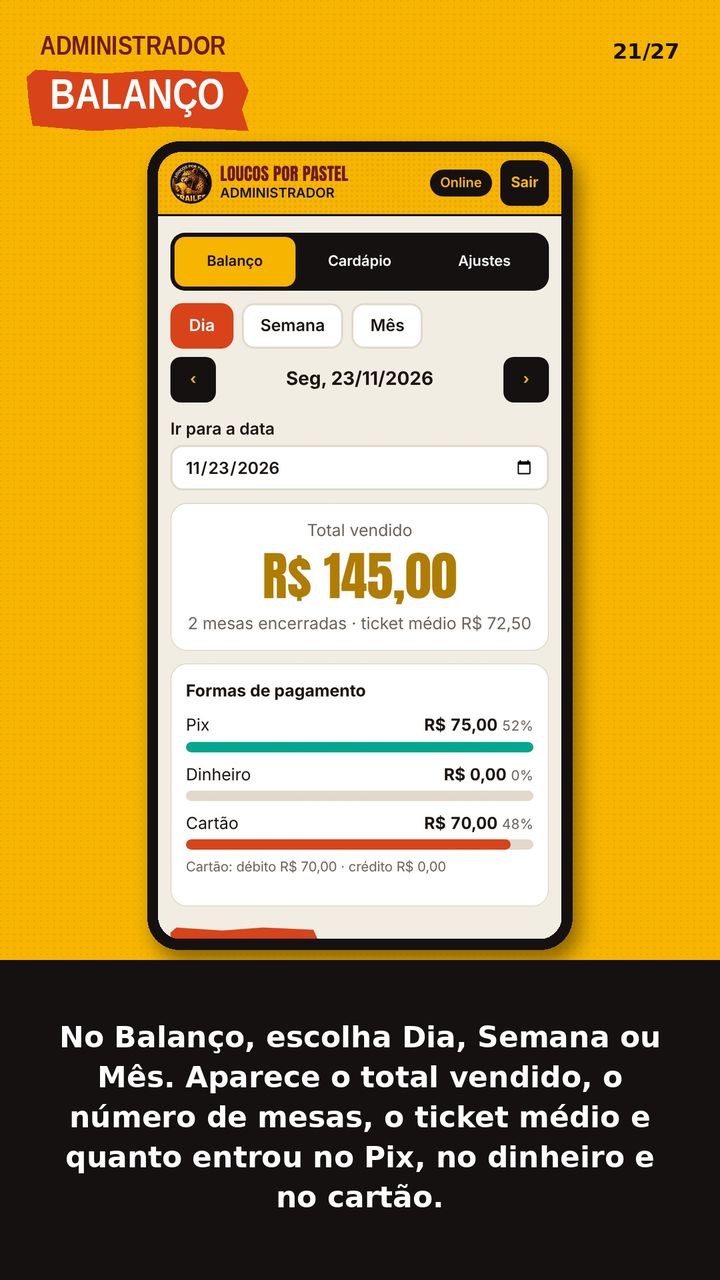 ADMINISTRADOR
21/27
BALANÇO
LOUCOS POR PASTEL
ADMINISTRADOR
Online
Sair
Balanço
Cardápio
Ajustes
Dia
Semana
Mês
‹
Seg, 23/11/2026
›
Ir para a data
11/23/2026
Total vendido
R$ 145,00
2 mesas encerradas · ticket médio R$ 72,50
Formas de pagamento
Pix R$ 75,00 52%
Dinheiro R$ 0,00 0%
Cartão R$ 70,00 48%
Cartão: débito R$ 70,00 · crédito R$ 0,00
No Balanço, escolha Dia, Semana ou
Mês. Aparece o total vendido, o
número de mesas, o ticket médio e
quanto entrou no Pix, no dinheiro e
no cartão.